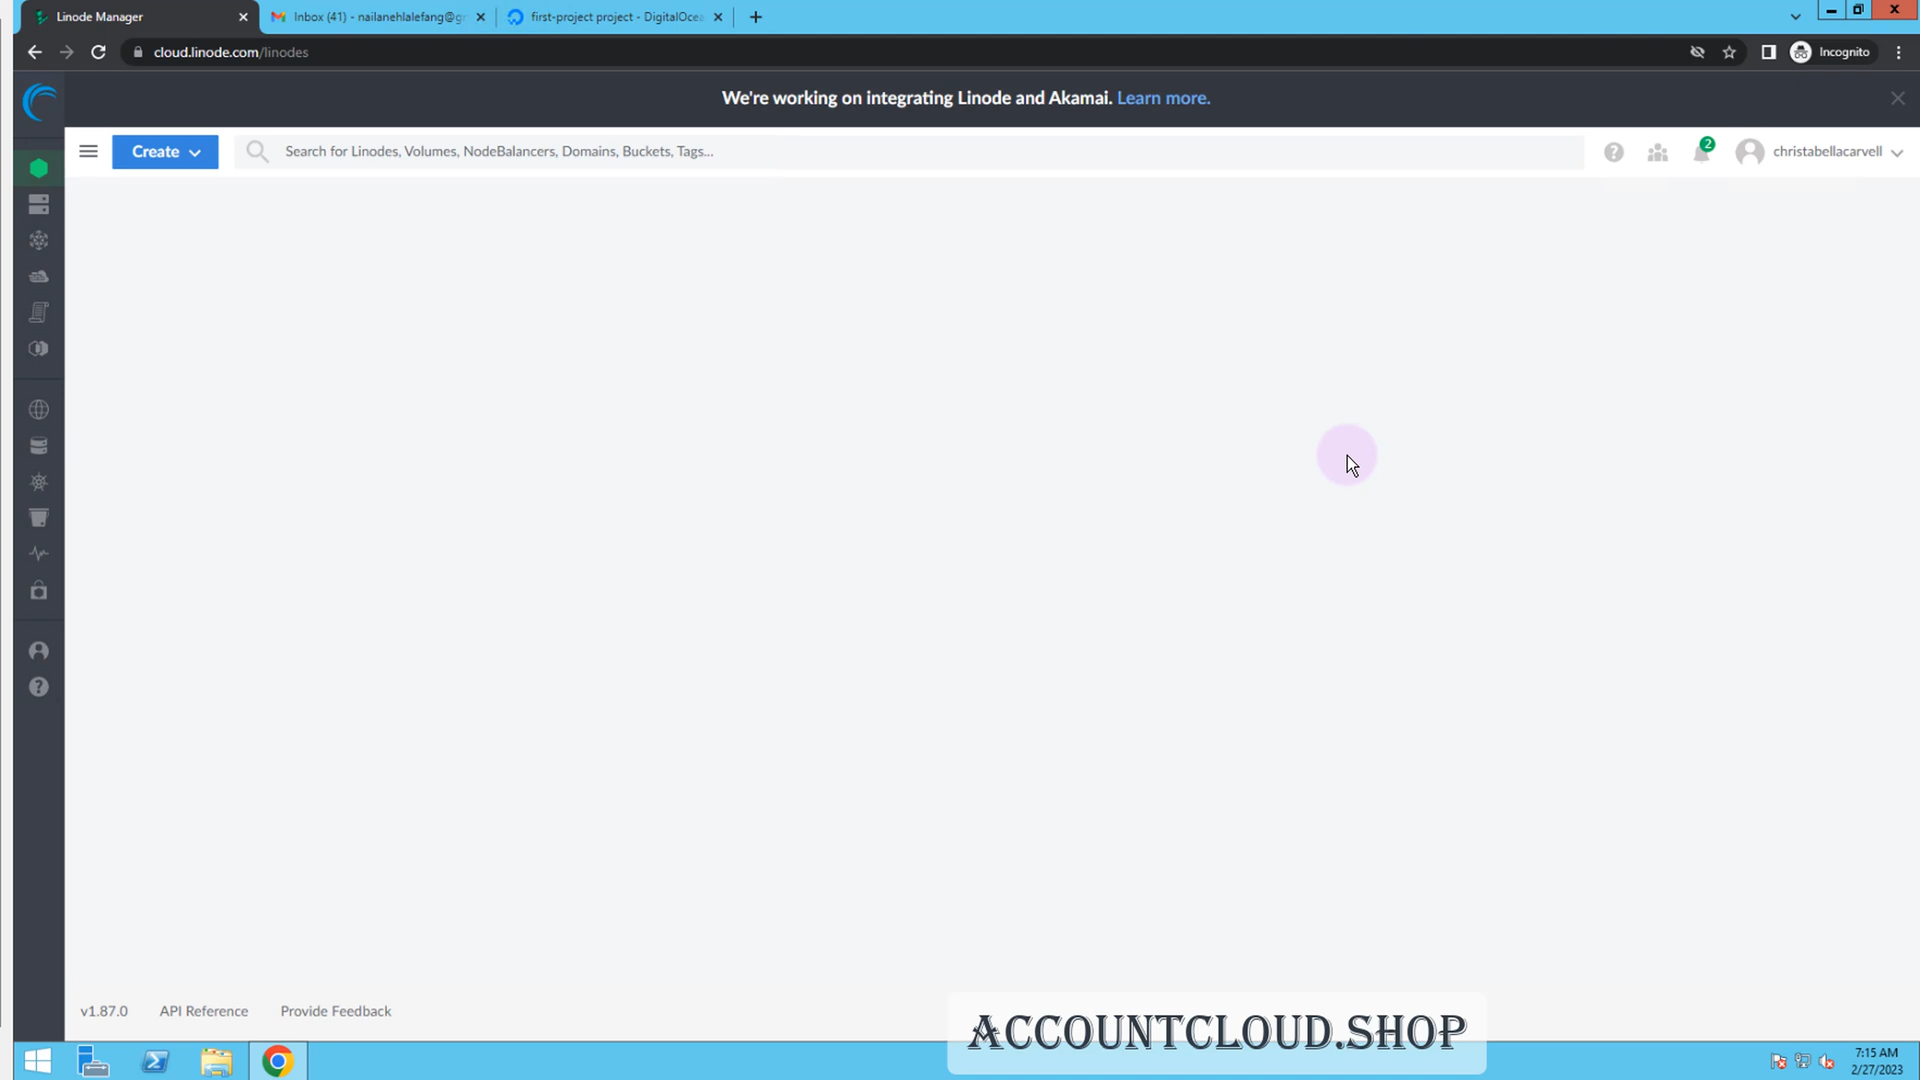 Linode Manager
Inbox (41) - nailanehlalefang@g
first-project project - DigitalOcea
cloud.linode.com/linodes
Incognito
We're working on integrating Linode and Akamai. Learn more.
Create
Search for Linodes, Volumes, NodeBalancers, Domains, Buckets, Tags...
2
christabellacarvell
v1.87.0 API Reference Provide Feedback
ACCOUNTCLOUD.SHOP
7:15 AM
2/27/2023